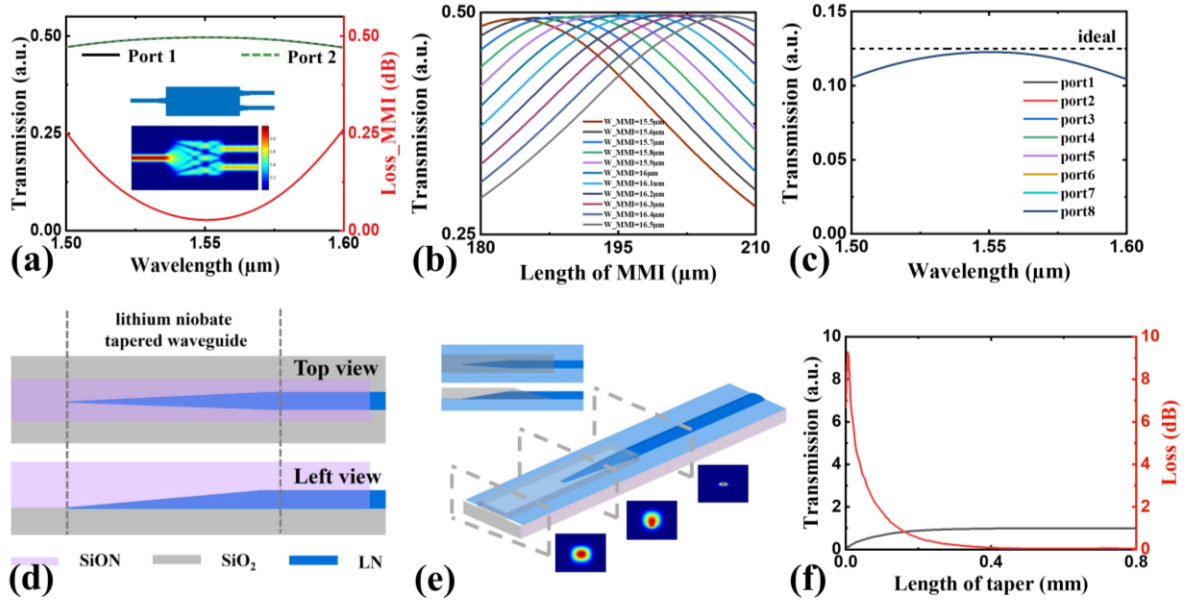 0.50
0.25
0.00
Transmission (a.u.)
Port 1
Port 2
0.50
0.25
0.00
Loss_MMI (dB)
1.50
1.55
1.60
Wavelength (μm)
(a)
0.50
0.25
Transmission (a.u.)
W_MMI=15.5μm
W_MMI=15.6μm
W_MMI=15.7μm
W_MMI=15.8μm
W_MMI=15.9μm
W_MMI=16μm
W_MMI=16.1um
W_MMI=16.2μm
W_MMI=16.3μm
W_MMI=16.4μm
W_MMI=16.5μm
180
195
210
Length of MMI (μm)
(b)
0.15
0.10
0.05
0.00
Transmission (a.u.)
ideal
port1
port2
port3
port4
port5
port6
port7
port8
1.50
1.55
1.60
Wavelength (μm)
(c)
lithium niobate
tapered waveguide
Top view
Left view
SiON
SiO₂
LN
(d)
(e)
10
8
6
4
2
0
Transmission (a.u.)
10
8
6
4
2
0
Loss (dB)
0.0
0.4
0.8
Length of taper (mm)
(f)